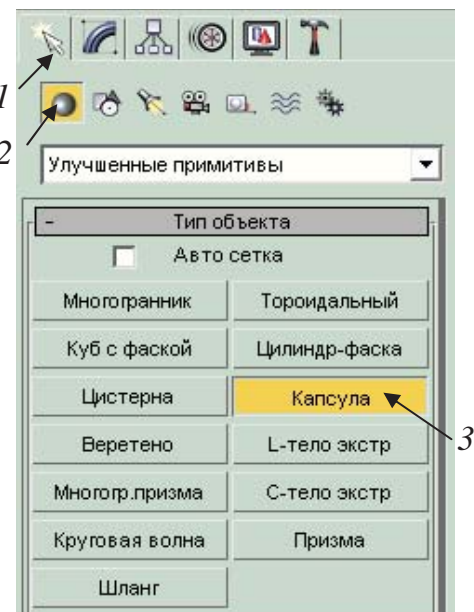 1
2
Улучшенные примитивы
- Тип объекта
Авто сетка
Многогранник Тороидальный
Куб с фаской Цилиндр-фаска
Цистерна Капсула
3
Веретено L-тело экстр
Многогр.призма С-тело экстр
Круговая волна Призма
Шланг